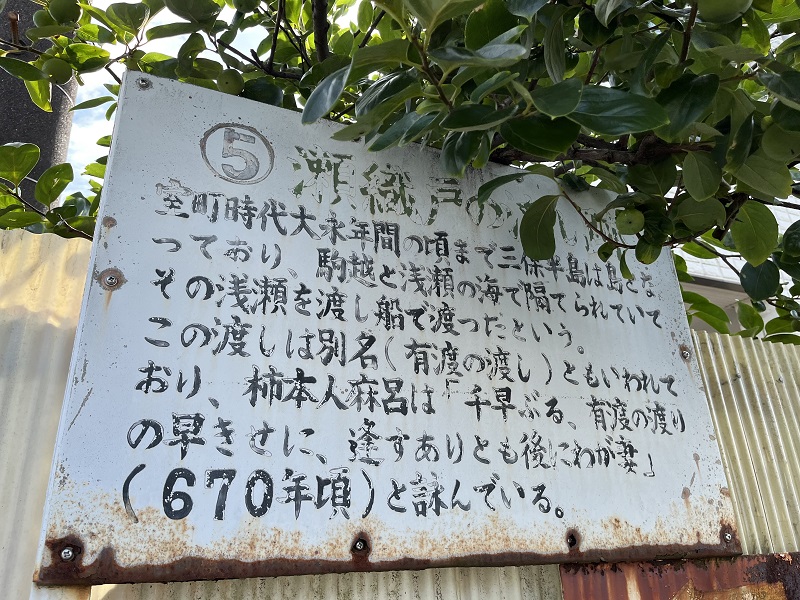 ⑤ 瀬織戸の
室町時代大永年間の頃まで三保半島は島とな
っており、駒越と浅瀬の海で隔てられていて
その浅瀬を渡し船で渡ったという。
この渡しは別名(有渡の渡し)ともいわれて
おり、柿本人麻呂は「千早ぶる、有渡の渡り
の早きせに、逢すありとも後にわが妻」
(670年頃)と詠んでいる。